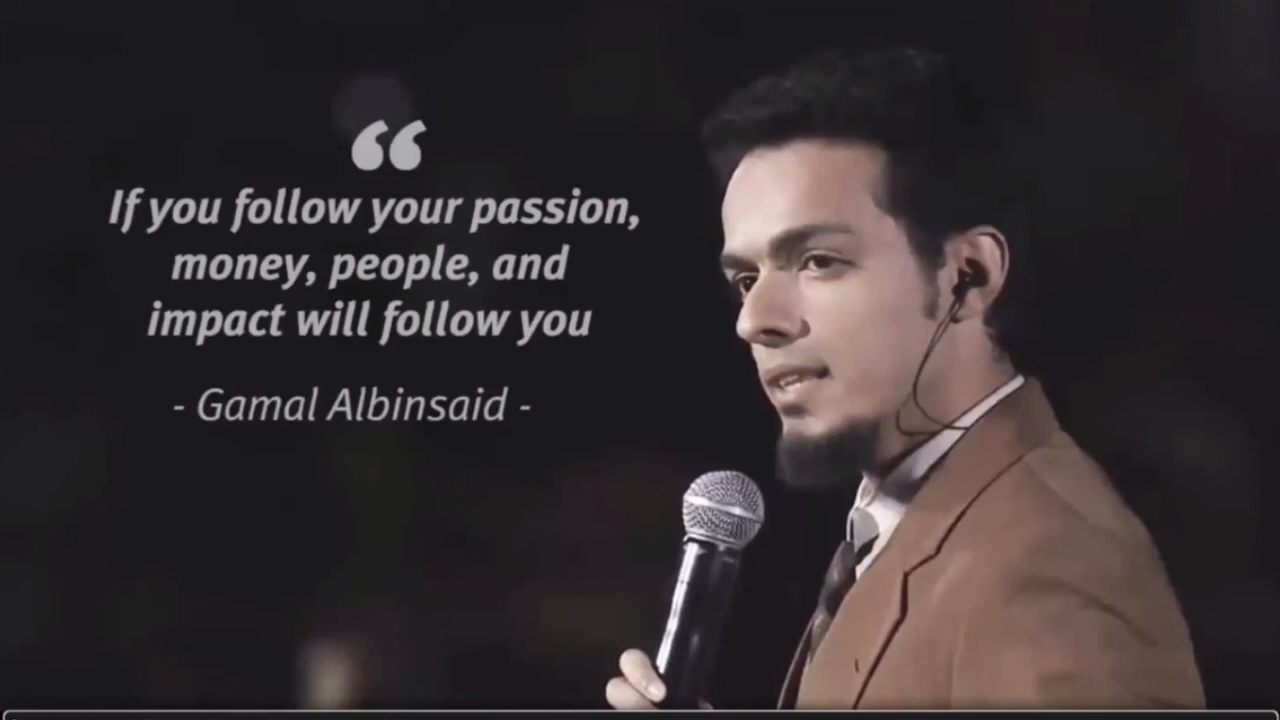 “
If you follow your passion,
money, people, and
impact will follow you
- Gamal Albinsaid -